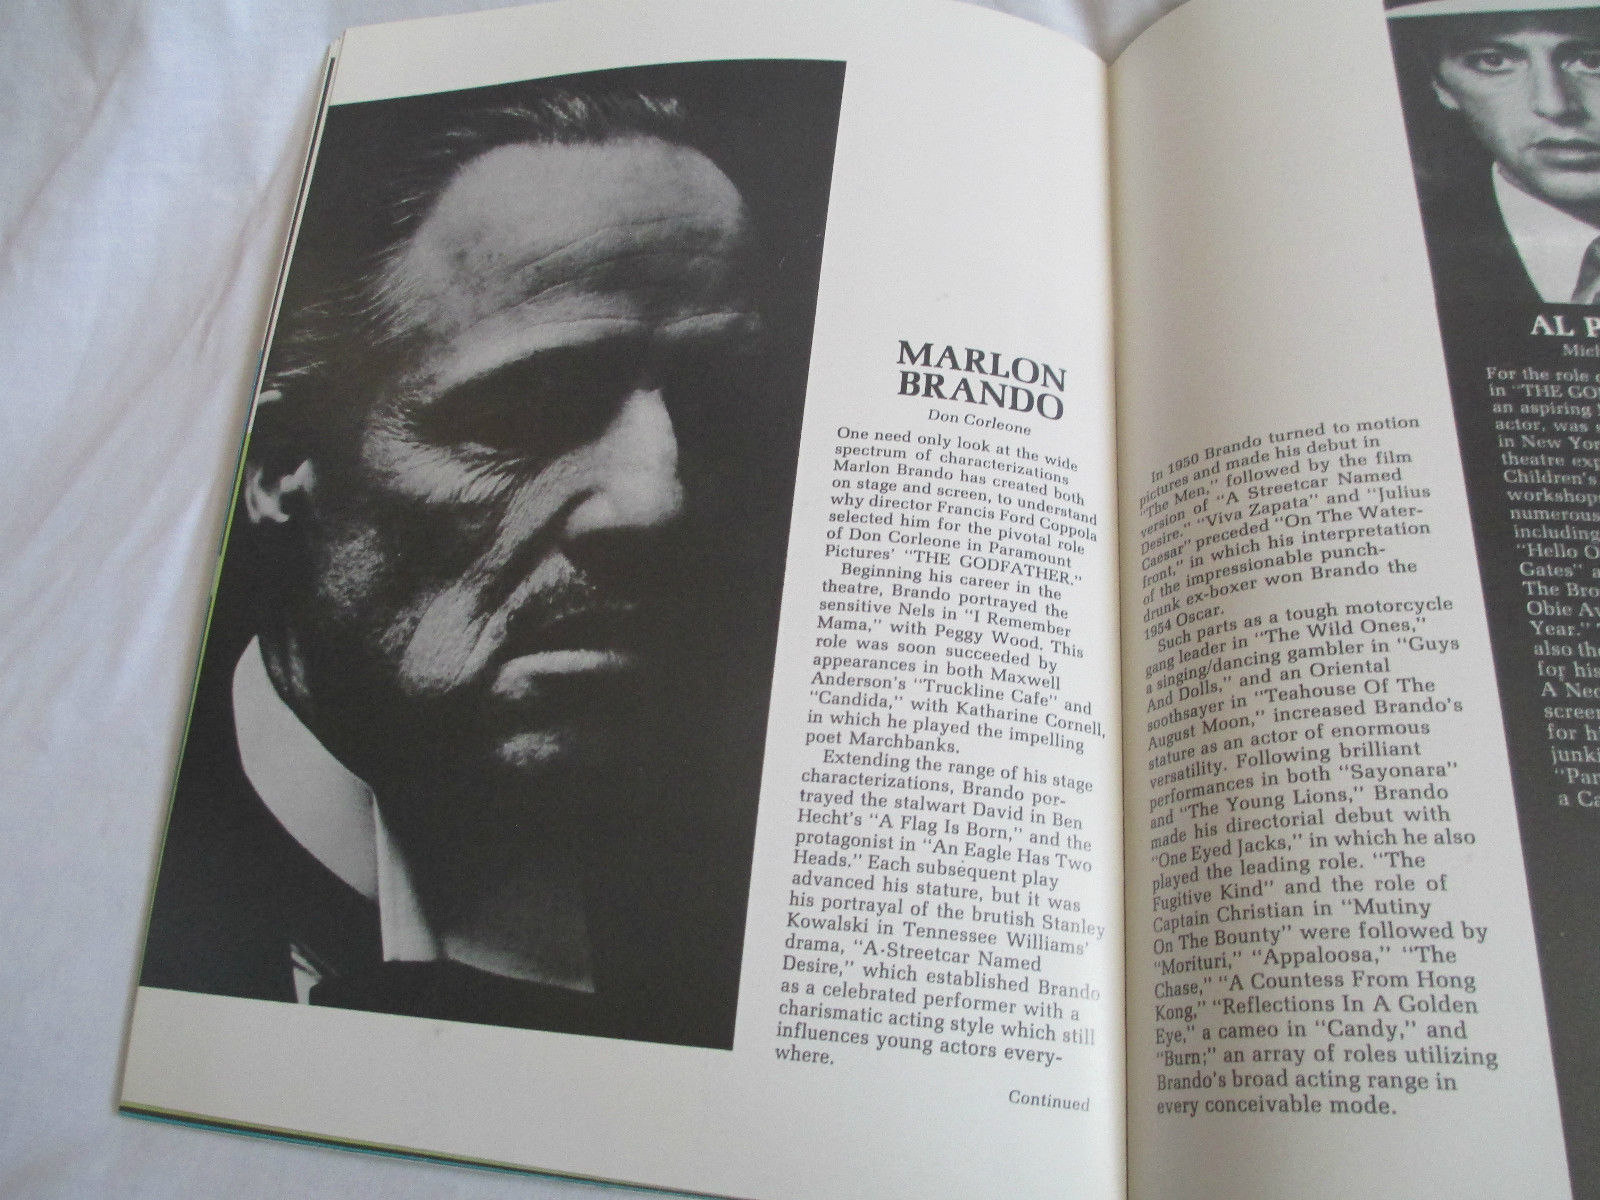 MARLON
BRANDO
Don Corleone
One need only look at the wide
spectrum of characterizations
Marlon Brando has created both
on stage and screen, to understand
why director Francis Ford Coppola
selected him for the pivotal role
of Don Corleone in Paramount
Pictures' "THE GODFATHER."
Beginning his career in the
theatre, Brando portrayed the
sensitive Nels in "I Remember
Mama," with Peggy Wood. This
role was soon succeeded by
appearances in both Maxwell
Anderson's "Truckline Cafe" and
"Candida," with Katharine Cornell,
in which he played the impelling
poet Marchbanks.
Extending the range of his stage
characterizations, Brando por-
trayed the stalwart David in Ben
Hecht's "A Flag Is Born," and the
protagonist in "An Eagle Has Two
Heads." Each subsequent play
advanced his stature, but it was
his portrayal of the brutish Stanley
Kowalski in Tennessee Williams'
drama, "A Streetcar Named
Desire," which established Brando
as a celebrated performer with a
charismatic acting style which still
influences young actors every-
where.
Continued
In 1950 Brando turned to motion
pictures and made his debut in
"The Men," followed by the film
version of "A Streetcar Named
Desire." "Viva Zapata" and "Julius
Caesar" preceded "On The Water-
front," in which his interpretation
of the impressionable punch-
drunk ex-boxer won Brando the
1954 Oscar.
Such parts as a tough motorcycle
gang leader in "The Wild Ones,"
a singing/dancing gambler in "Guys
And Dolls," and an Oriental
soothsayer in "Teahouse Of The
August Moon," increased Brando's
stature as an actor of enormous
versatility. Following brilliant
performances in both "Sayonara"
and "The Young Lions," Brando
made his directorial debut with
"One Eyed Jacks," in which he also
played the leading role. "The
Fugitive Kind" and the role of
Captain Christian in "Mutiny
On The Bounty" were followed by
"Morituri," "Appaloosa," "The
Chase," "A Countess From Hong
Kong," "Reflections In A Golden
Eye," a cameo in "Candy," and
"Burn;" an array of roles utilizing
Brando's broad acting range in
every conceivable mode.
AL P
Mich
For the role
in "THE GO
an aspiring
actor, was
in New Yor
theatre exp
Children's
workshops
numerous
including
"Hello O
Gates" a
The Bro
Obie Av
Year."
also the
for his
A Nec
screen
for h
junki
"Par
a Ca